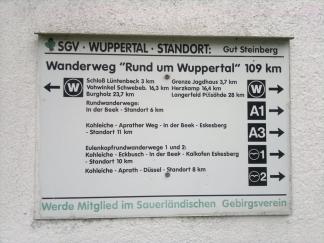 SGV · WUPPERTAL · STANDORT: Gut Steinberg
Wanderweg "Rund um Wuppertal" 109 km
Schloß Lüntenbeck 3 km
Vohwinkel Schwebeb. 16,3 km
Burgholz 23,7 km
Grenze Jagdhaus 3,7 km
Herzkamp 16,4 km
Langerfeld Pülsöhde 28 km
W
W
Rundwanderwege:
In der Beek - Standort 6 km
A1
Kohleiche - Aprather Weg - In der Beek - Eskesberg
- Standort 11 km
A3
Eulenkopfrundwanderwege 1 und 2:
Kohleiche - Eckbusch - In der Beek - Kalkofen Eskesberg
- Standort 10 km
1
Kohleiche - Aprath - Düssel - Standort 8 km
2
Werde Mitglied im Sauerländischen Gebirgsverein